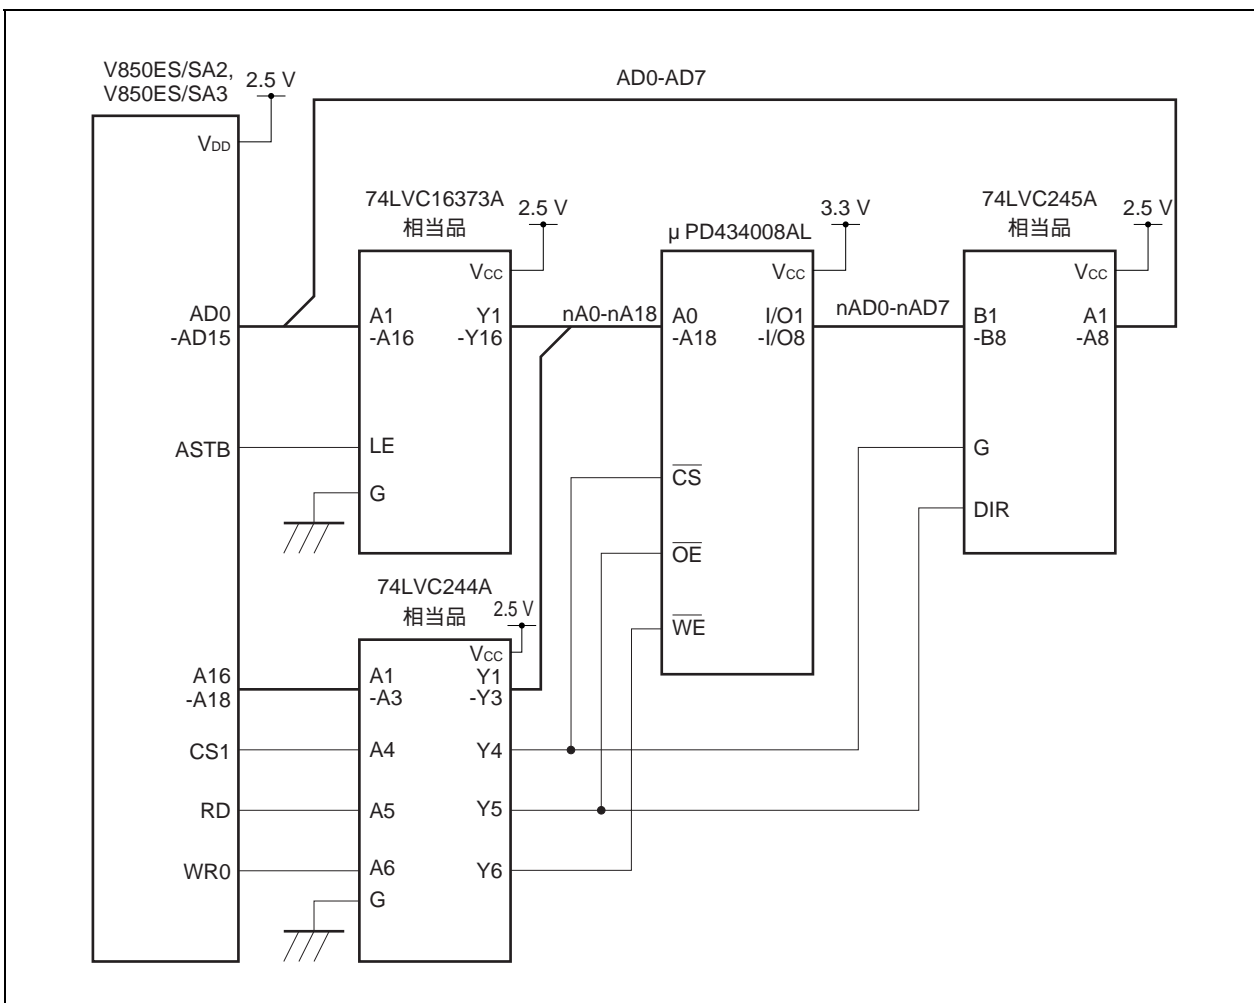 V850ES/SA2,
V850ES/SA3
2.5 V
AD0-AD7
VDD
74LVC16373A
相当品
2.5 V
μPD434008AL
3.3 V
74LVC245A
相当品
2.5 V
VCC
VCC
VCC
AD0
-AD15
A1
-A16
Y1
-Y16
nA0-nA18
A0
-A18
I/O1
-I/O8
nAD0-nAD7
B1
-B8
A1
-A8
ASTB
LE
G
CS
G
DIR
OE
WE
74LVC244A
相当品
2.5 V
VCC
A16
-A18
A1
-A3
Y1
-Y3
CS1
A4
Y4
RD
A5
Y5
WR0
A6
Y6
G